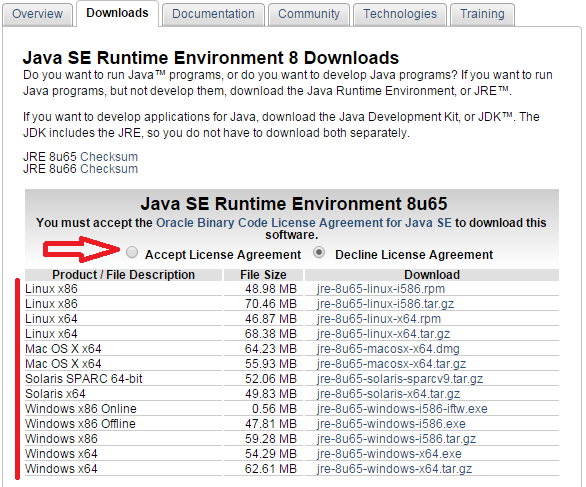 Overview Downloads Documentation Community Technologies Training
Java SE Runtime Environment 8 Downloads
Do you want to run Java™ programs, or do you want to develop Java programs? If you want to run
Java programs, but not develop them, download the Java Runtime Environment, or JRE™.
If you want to develop applications for Java, download the Java Development Kit, or JDK™. The
JDK includes the JRE, so you do not have to download both separately.
JRE 8u65 Checksum
JRE 8u66 Checksum
Java SE Runtime Environment 8u65
You must accept the Oracle Binary Code License Agreement for Java SE to download this
software.
Accept License Agreement Decline License Agreement
Product / File Description File Size Download
Linux x86 48.98 MB jre-8u65-linux-i586.rpm
Linux x86 70.46 MB jre-8u65-linux-i586.tar.gz
Linux x64 46.87 MB jre-8u65-linux-x64.rpm
Linux x64 68.38 MB jre-8u65-linux-x64.tar.gz
Mac OS X x64 64.23 MB jre-8u65-macosx-x64.dmg
Mac OS X x64 55.93 MB jre-8u65-macosx-x64.tar.gz
Solaris SPARC 64-bit 52.06 MB jre-8u65-solaris-sparcv9.tar.gz
Solaris x64 49.83 MB jre-8u65-solaris-x64.tar.gz
Windows x86 Online 0.56 MB jre-8u65-windows-i586-iftw.exe
Windows x86 Offline 47.81 MB jre-8u65-windows-i586.exe
Windows x86 59.28 MB jre-8u65-windows-i586.tar.gz
Windows x64 54.29 MB jre-8u65-windows-x64.exe
Windows x64 62.61 MB jre-8u65-windows-x64.tar.gz